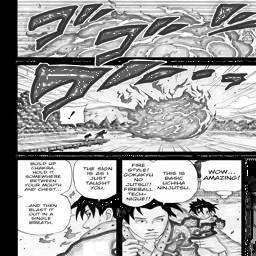 !
WOW...
AMAZING!
THIS IS
BASIC
UCHIHA
NINJUTSU.
FIRE
STYLE!
GOKAKYU
NO
JUTSU!!
FIREBALL
TECH-
NIQUE!!
THE SIGN
IS AS I
JUST
TAUGHT
YOU.
BUILD UP
CHAKRA,
HOLD IT
SOMEWHERE
BETWEEN
YOUR MOUTH
AND CHEST...
...AND THEN
BLAST IT
OUT IN A
SINGLE
BREATH.